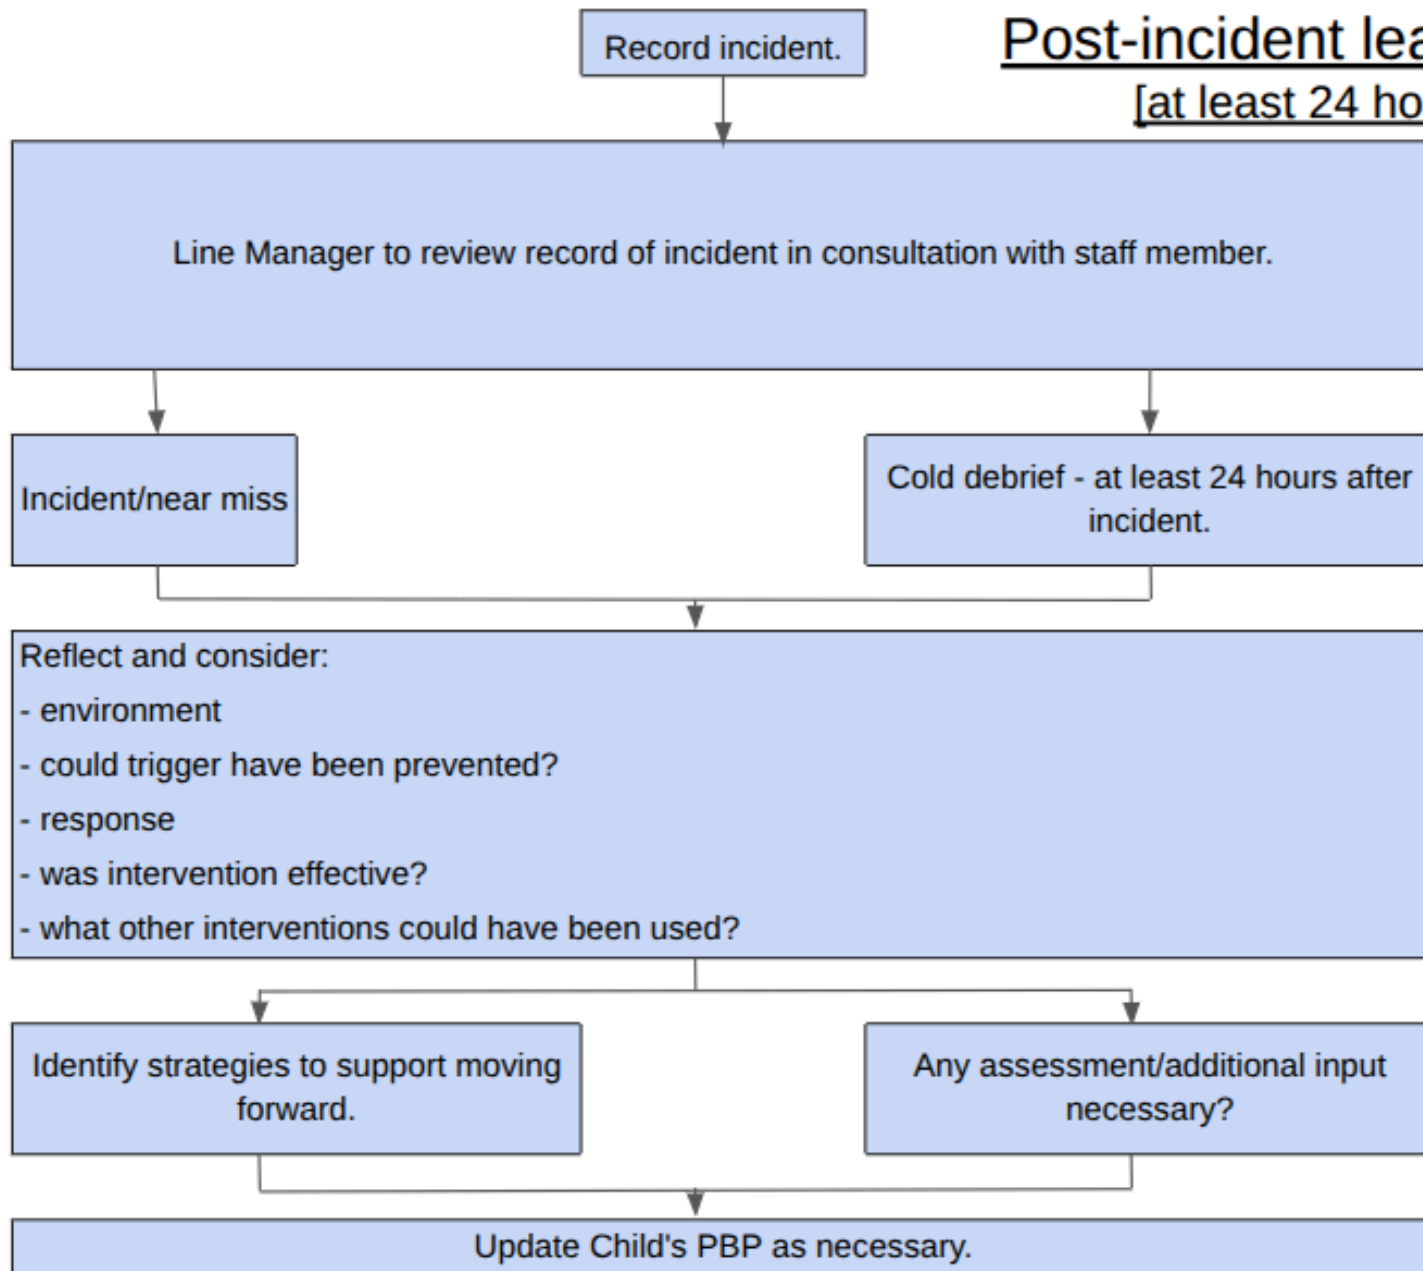 Record incident.
Post-incident
[at least 24
Line Manager to review record of incident in consultation with staff member.
Incident/near miss
Cold debrief - at least 24 hours after
incident.
Reflect and consider:
- environment
- could trigger have been prevented?
- response
- was intervention effective?
- what other interventions could have been used?
Identify strategies to support moving
forward.
Any assessment/additional input
necessary?
Update Child's PBP as necessary.